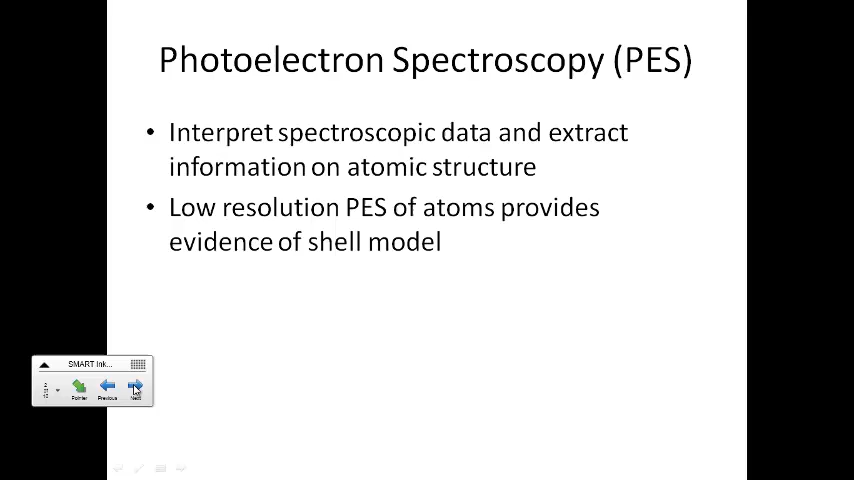 Photoelectron Spectroscopy (PES)
• Interpret spectroscopic data and extract
information on atomic structure
• Low resolution PES of atoms provides
evidence of shell model
SMART Ink...
Pointer Previous Next